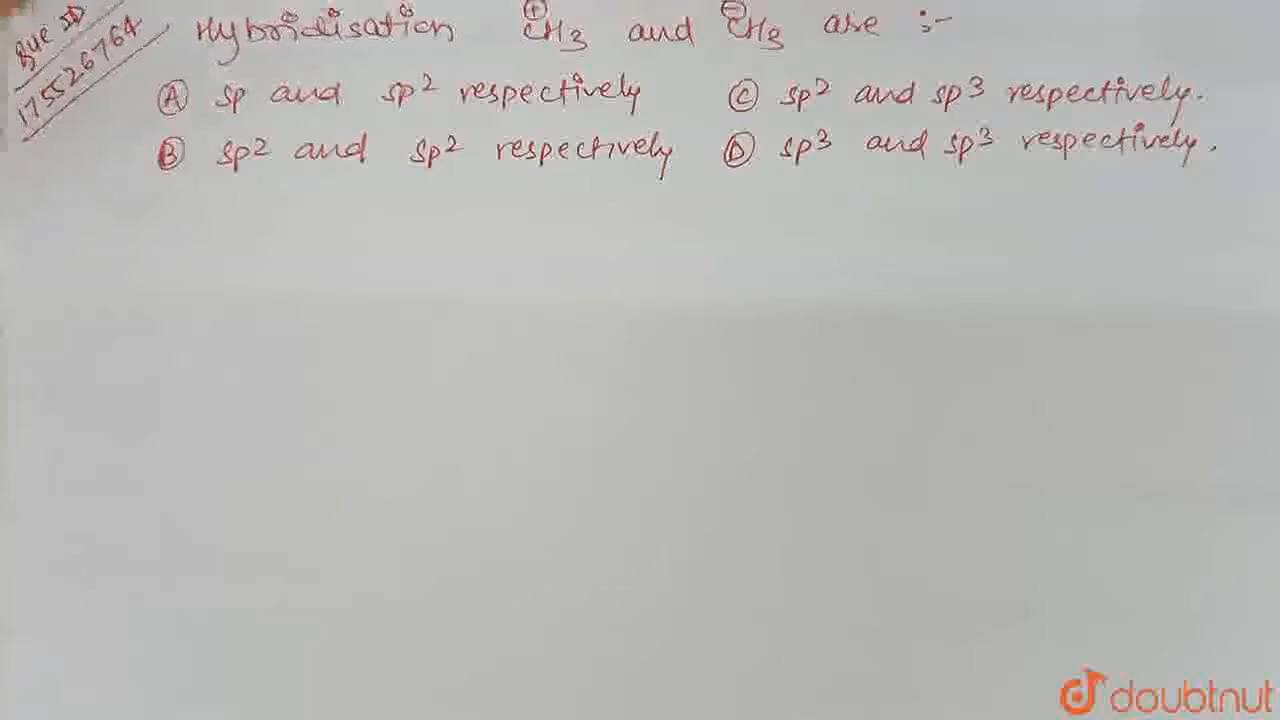 Que ID
175526764
Hybridisation ⊕CH3 and ⊖CH3 are :-
Ⓐ sp and sp² respectively Ⓒ sp² and sp³ respectively.
Ⓑ sp2 and sp² respectively Ⓓ sp³ and sp³ respectively.
doubtnut